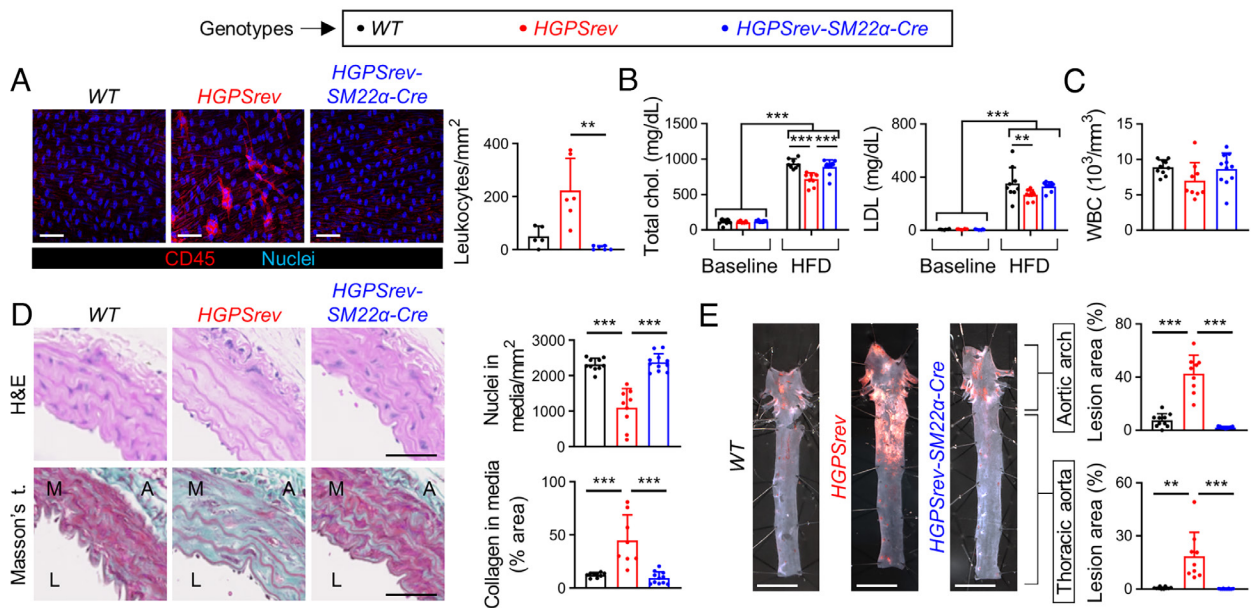 Genotypes
WT
HGPSrev
HGPSrev-SM22α-Cre
A
WT
HGPSrev
HGPSrev-
SM22α-Cre
CD45
Nuclei
Leukocytes/mm²
0
200
400
**
B
Total chol. (mg/dL)
0
500
1000
1500
***
***
***
Baseline
HFD
LDL (mg/dL)
0
400
800
***
**
Baseline
HFD
C
WBC (10³/mm³)
0
5
10
15
D
WT
HGPSrev
HGPSrev-
SM22α-Cre
H&E
Masson's t.
M
A
L
M
A
L
M
A
L
Nuclei in
media/mm²
0
1000
2000
3000
***
***
Collagen in media
(% area)
0
50
100
***
***
E
WT
HGPSrev
HGPSrev-SM22α-Cre
Aortic arch
Thoracic aorta
Lesion area (%)
0
40
80
***
***
Lesion area (%)
0
30
60
**
***